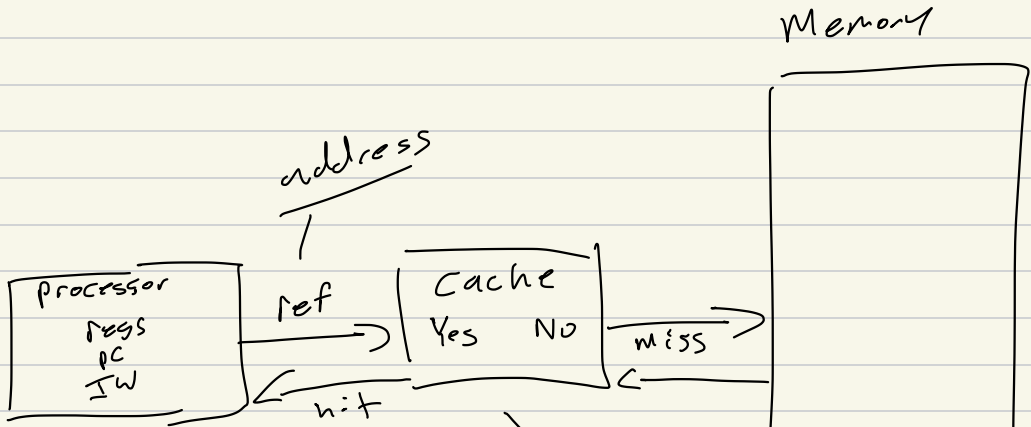 Memory
address
processor
regs
pc
IW
ref
Cache
Yes No
miss
hit